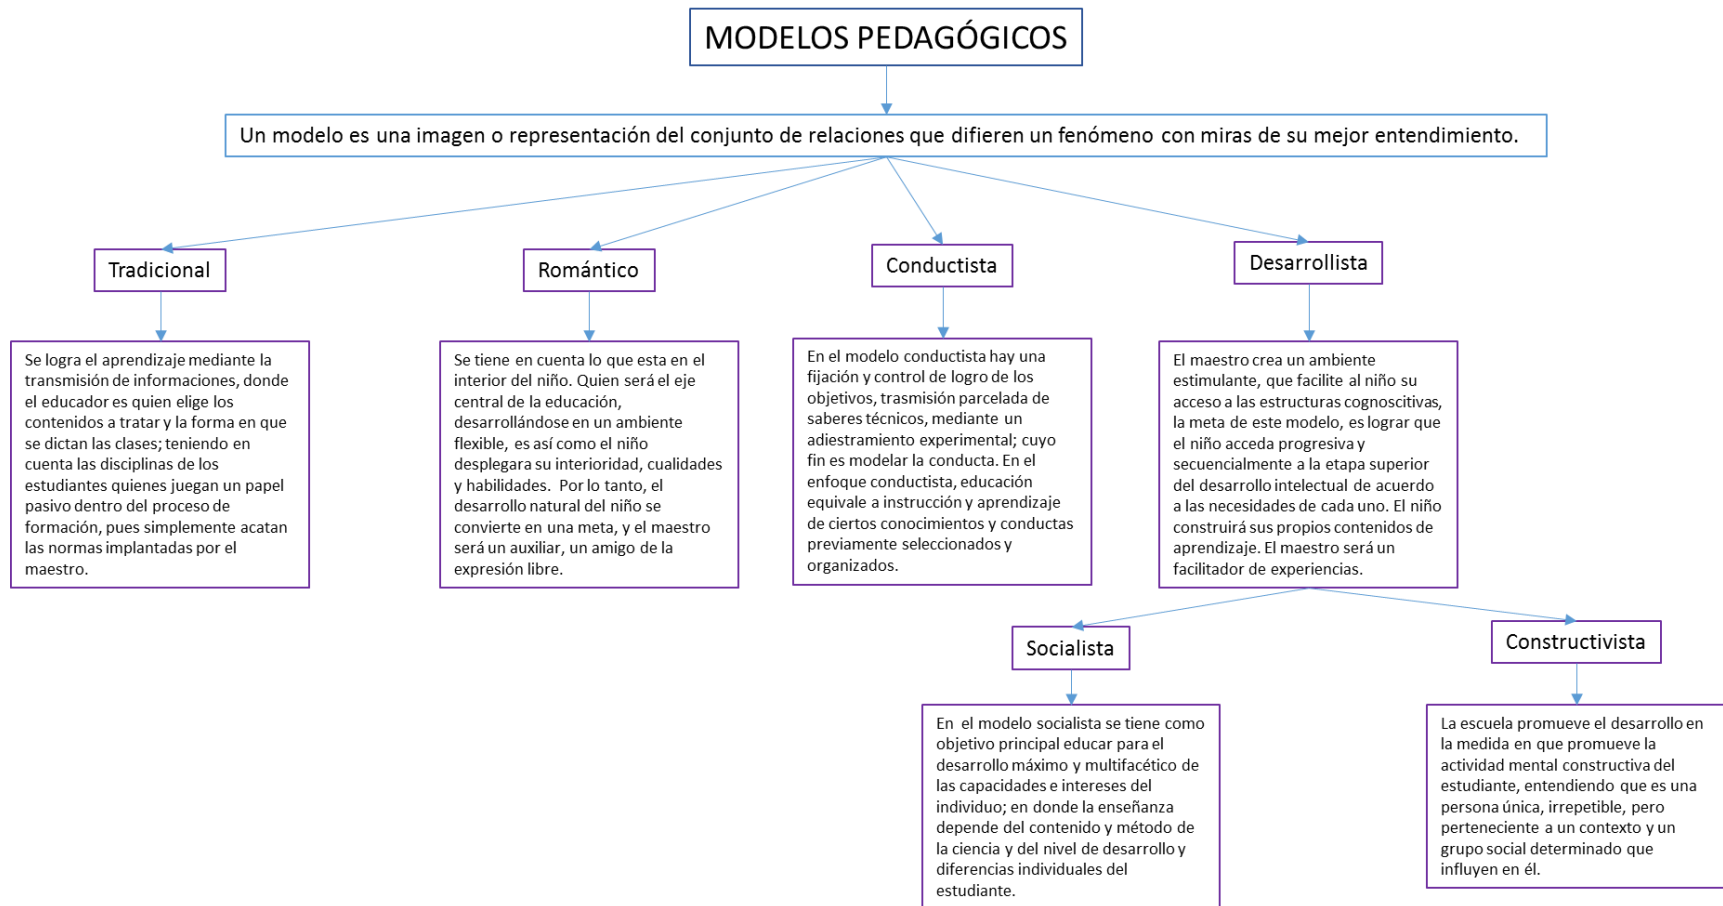 MODELOS PEDAGÓGICOS
Un modelo es una imagen o representación del conjunto de relaciones que difieren un fenómeno con miras de su mejor entendimiento.
Tradicional
Se logra el aprendizaje mediante la
transmisión de informaciones, donde
el educador es quien elige los
contenidos a tratar y la forma en que
se dictan las clases; teniendo en
cuenta las disciplinas de los
estudiantes quienes juegan un papel
pasivo dentro del proceso de
formación, pues simplemente acatan
las normas implantadas por el
maestro.
Romántico
Se tiene en cuenta lo que esta en el
interior del niño. Quien será el eje
central de la educación,
desarrollándose en un ambiente
flexible, es así como el niño
desplegara su interioridad, cualidades
y habilidades. Por lo tanto, el
desarrollo natural del niño se
convierte en una meta, y el maestro
será un auxiliar, un amigo de la
expresión libre.
Conductista
En el modelo conductista hay una
fijación y control de logro de los
objetivos, trasmisión parcelada de
saberes técnicos, mediante un
adiestramiento experimental; cuyo
fin es modelar la conducta. En el
enfoque conductista, educación
equivale a instrucción y aprendizaje
de ciertos conocimientos y conductas
previamente seleccionados y
organizados.
Desarrollista
El maestro crea un ambiente
estimulante, que facilite al niño su
acceso a las estructuras cognoscitivas,
la meta de este modelo, es lograr que
el niño acceda progresiva y
secuencialmente a la etapa superior
del desarrollo intelectual de acuerdo
a las necesidades de cada uno. El niño
construirá sus propios contenidos de
aprendizaje. El maestro será un
facilitador de experiencias.
Socialista
En el modelo socialista se tiene como
objetivo principal educar para el
desarrollo máximo y multifacético de
las capacidades e intereses del
individuo; en donde la enseñanza
depende del contenido y método de
la ciencia y del nivel de desarrollo y
diferencias individuales del
estudiante.
Constructivista
La escuela promueve el desarrollo en
la medida en que promueve la
actividad mental constructiva del
estudiante, entendiendo que es una
persona única, irrepetible, pero
perteneciente a un contexto y un
grupo social determinado que
influyen en él.